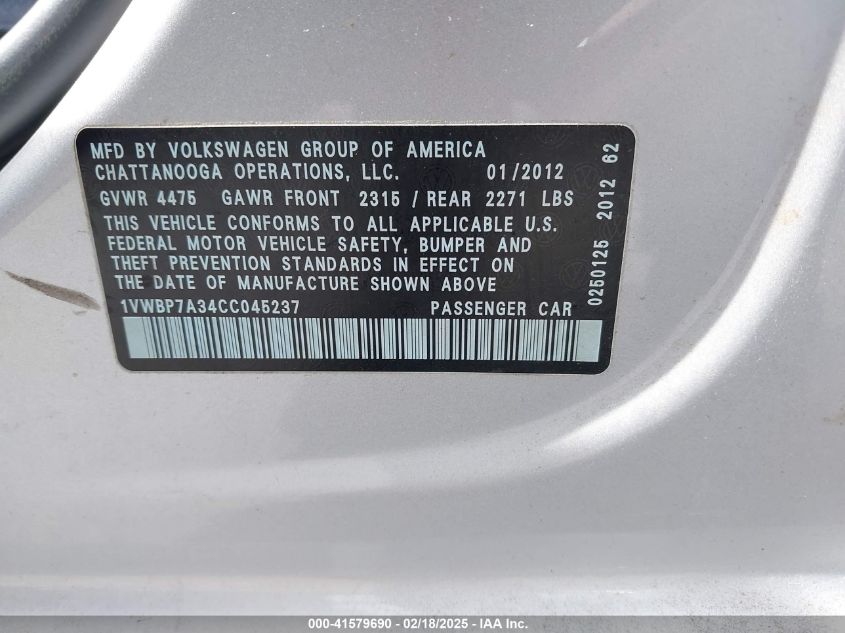 MFD BY VOLKSWAGEN GROUP OF AMERICA
CHATTANOOGA OPERATIONS, LLC. 01/2012
GVWR 4475 GAWR FRONT 2315 / REAR 2271 LBS
THIS VEHICLE CONFORMS TO ALL APPLICABLE U.S.
FEDERAL MOTOR VEHICLE SAFETY, BUMPER AND
THEFT PREVENTION STANDARDS IN EFFECT ON
THE DATE OF MANUFACTURE SHOWN ABOVE
1VWBP7A34CC045237 PASSENGER CAR
0250125 2012 62
000-41579690 - 02/18/2025 - IAA Inc.